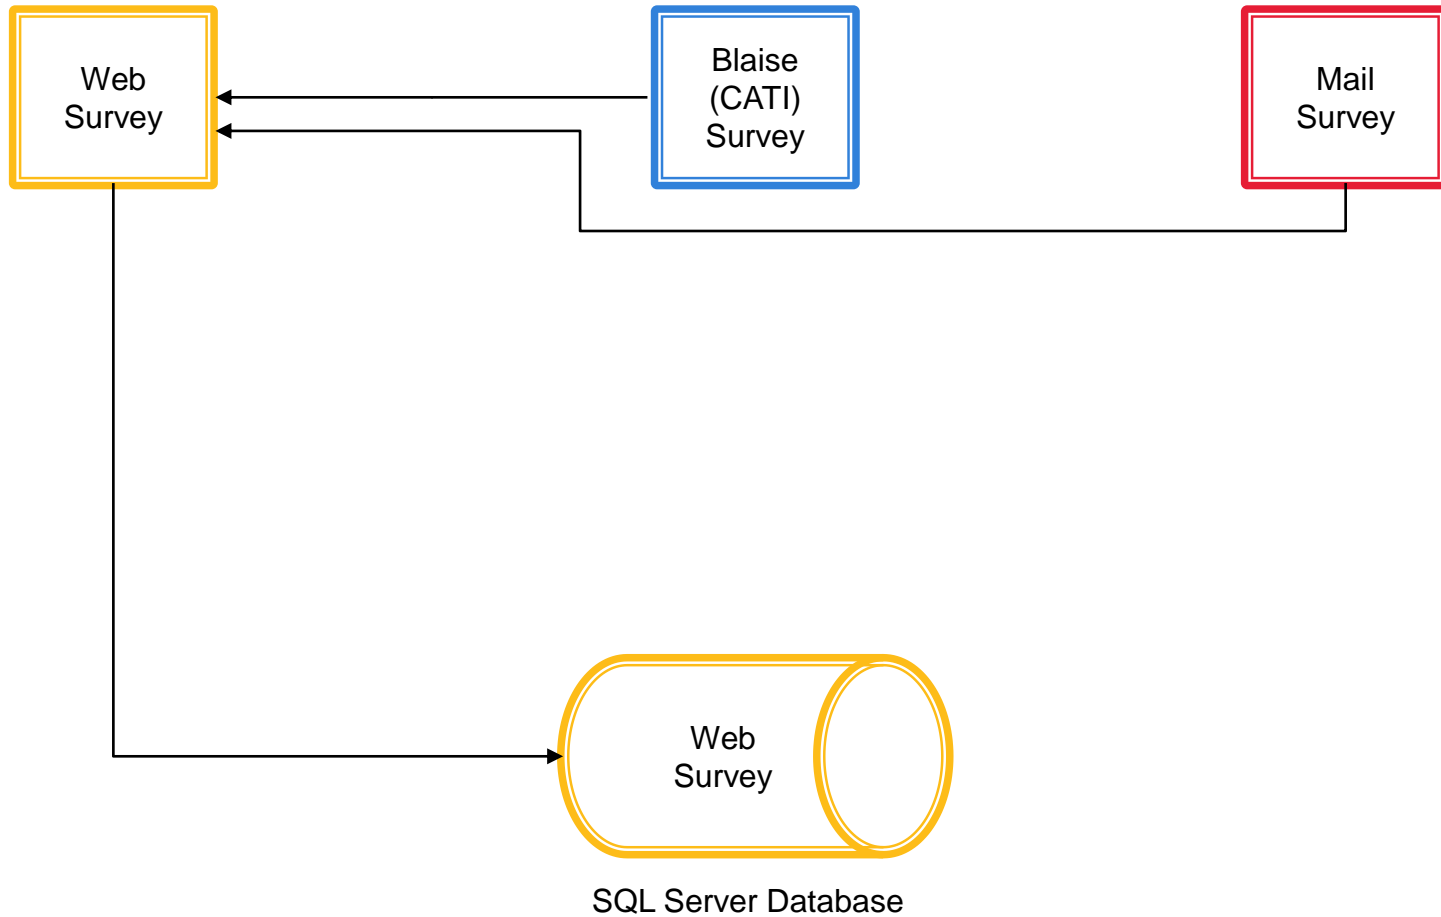 Web
Survey
Blaise
(CATI)
Survey
Mail
Survey
Web
Survey
SQL Server Database